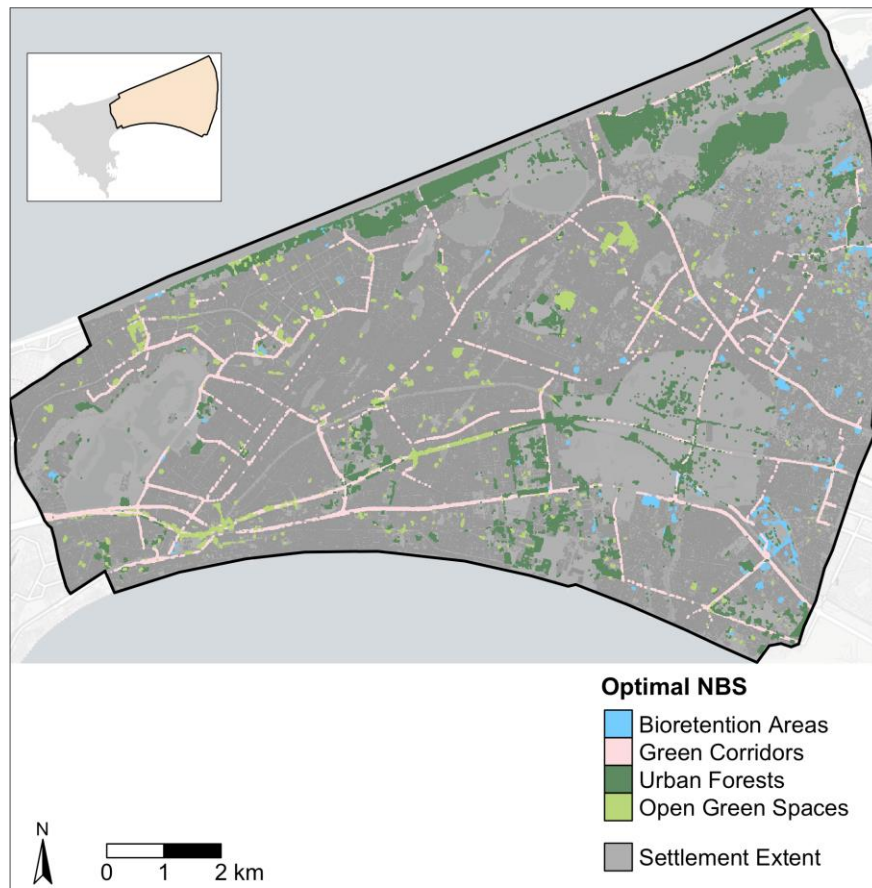 Optimal NBS
Bioretention Areas
Green Corridors
Urban Forests
Open Green Spaces
Settlement Extent
N
0 1 2 km